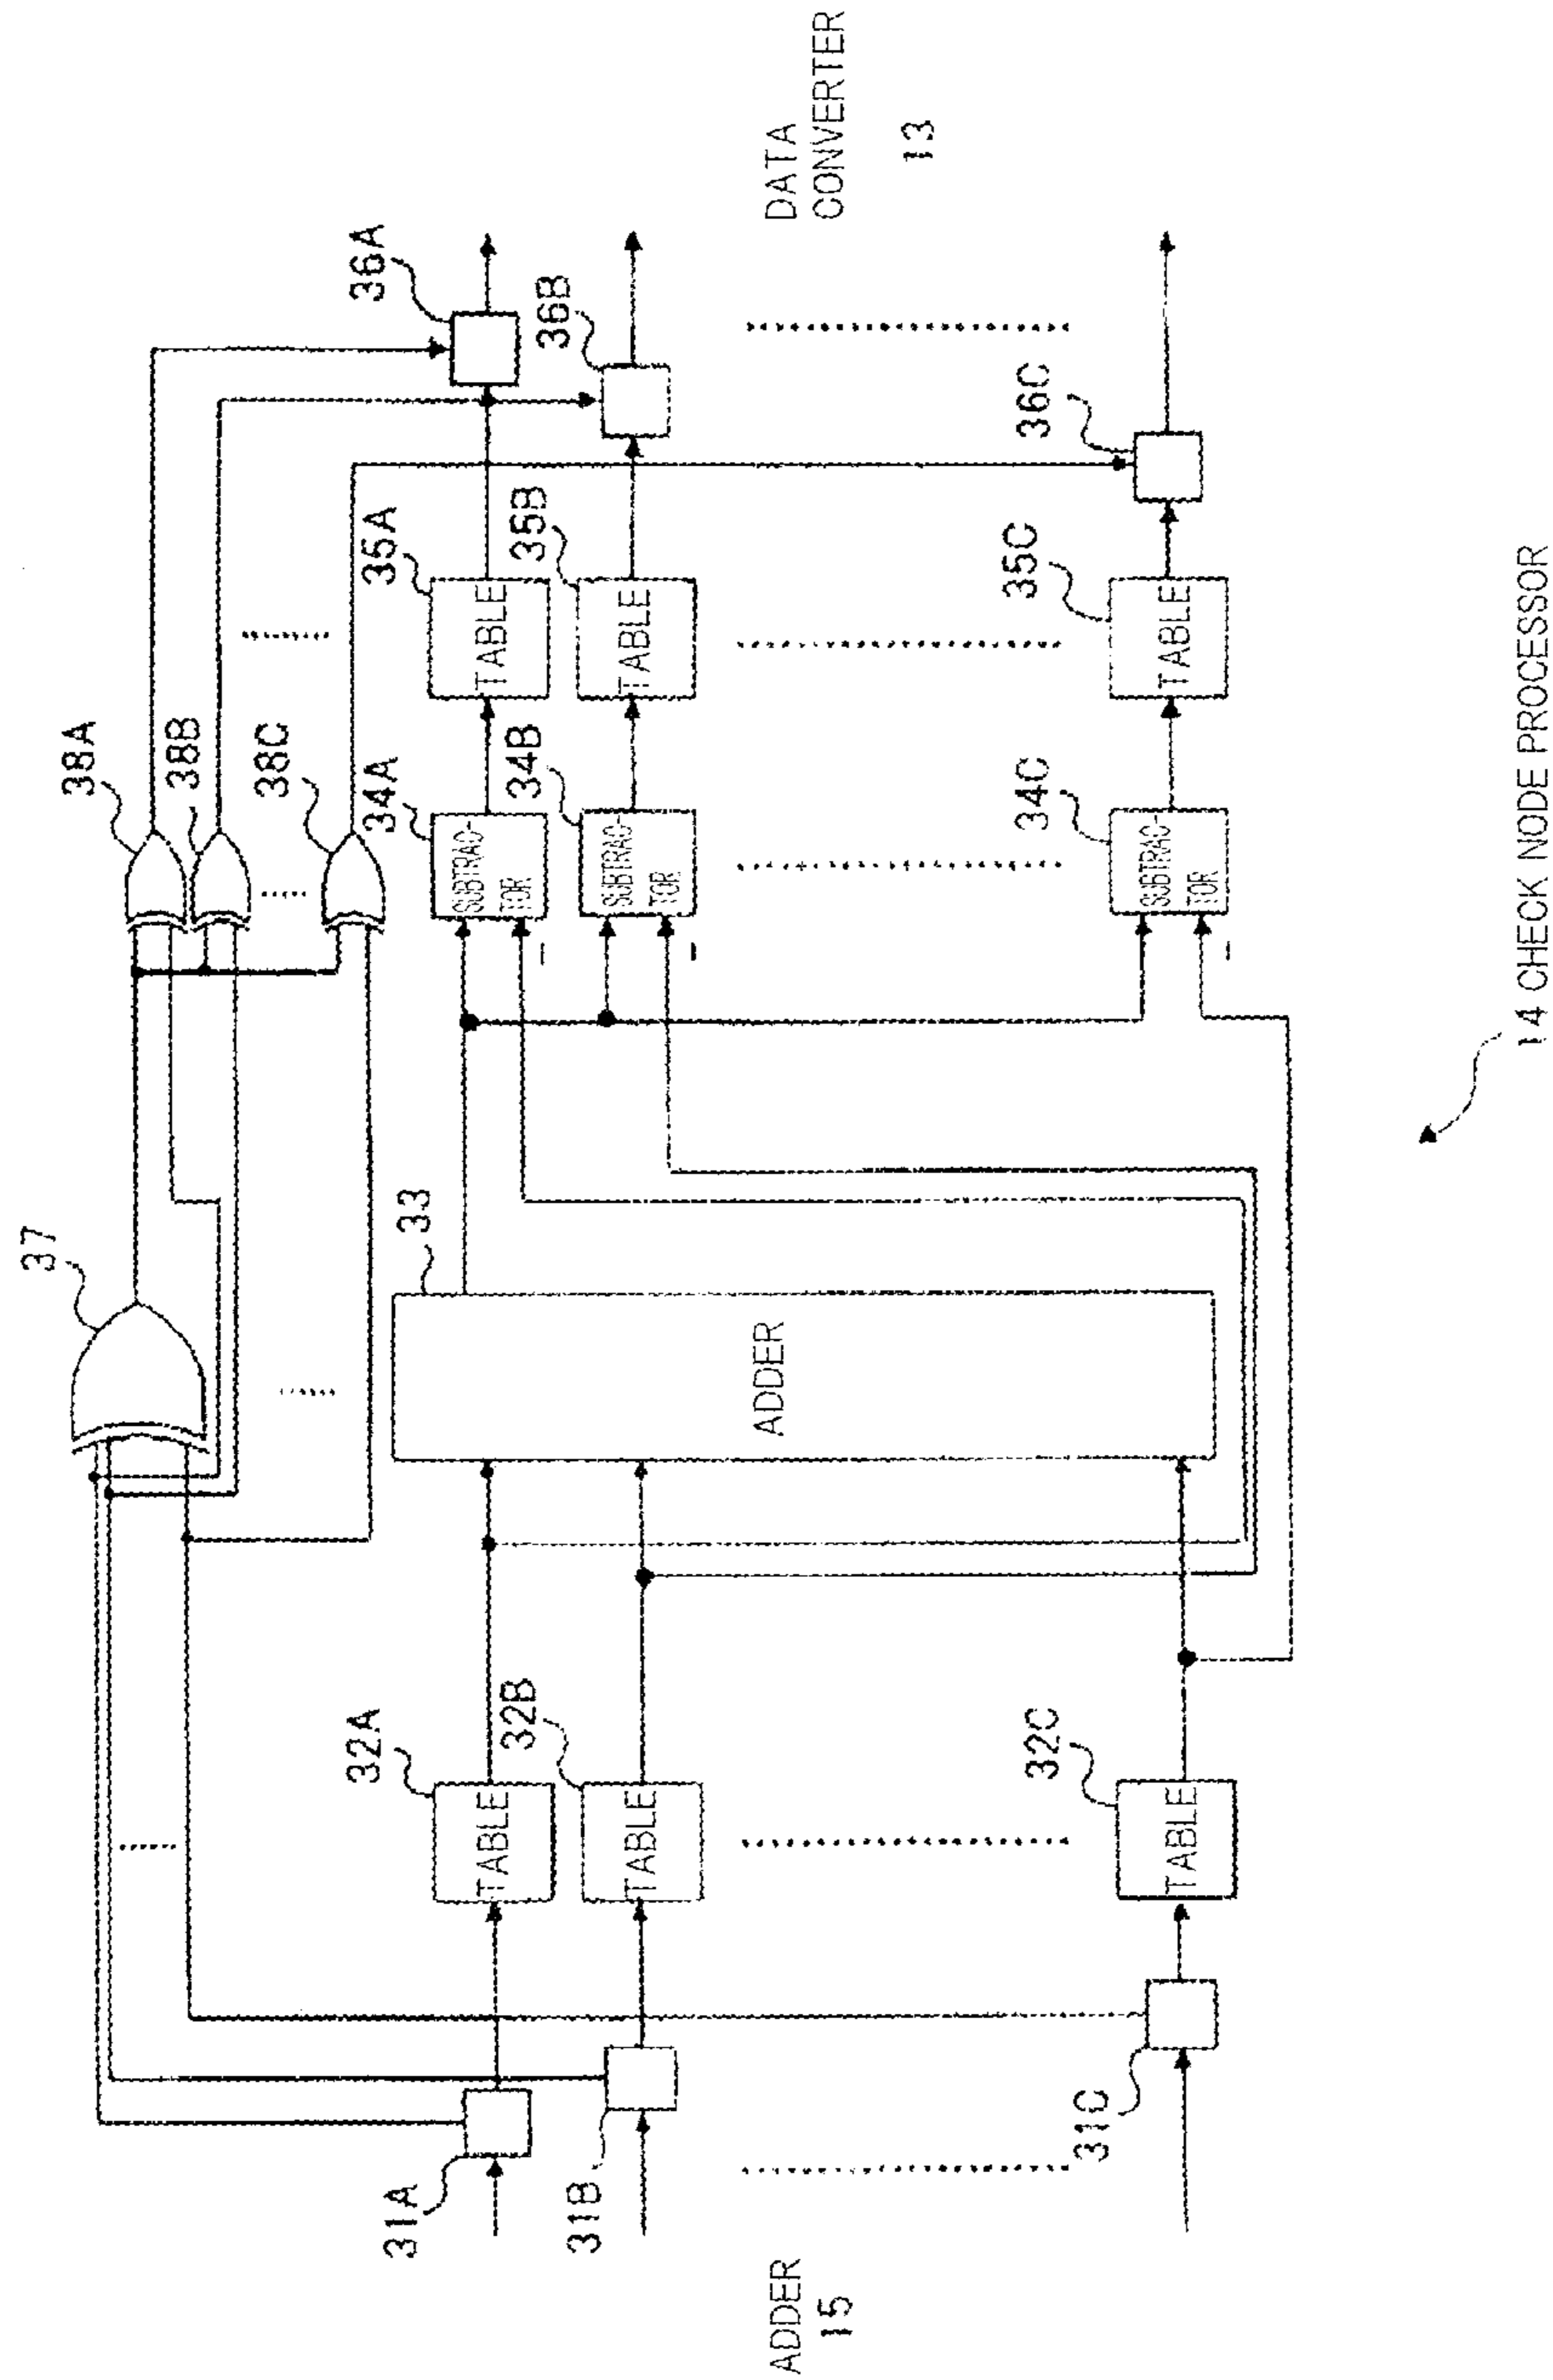 37
38A
38B
38C
33
36A
DATA
CONVERTER
13
36B
36C
35A
TABLE
35B
TABLE
35C
TABLE
34A
SUBTRAC-
TOR
34B
SUBTRAC-
TOR
34C
SUBTRAC-
TOR
-
-
-
ADDER
32A
TABLE
32B
TABLE
32C
TABLE
31A
31B
31C
ADDER
15
14 CHECK NODE PROCESSOR